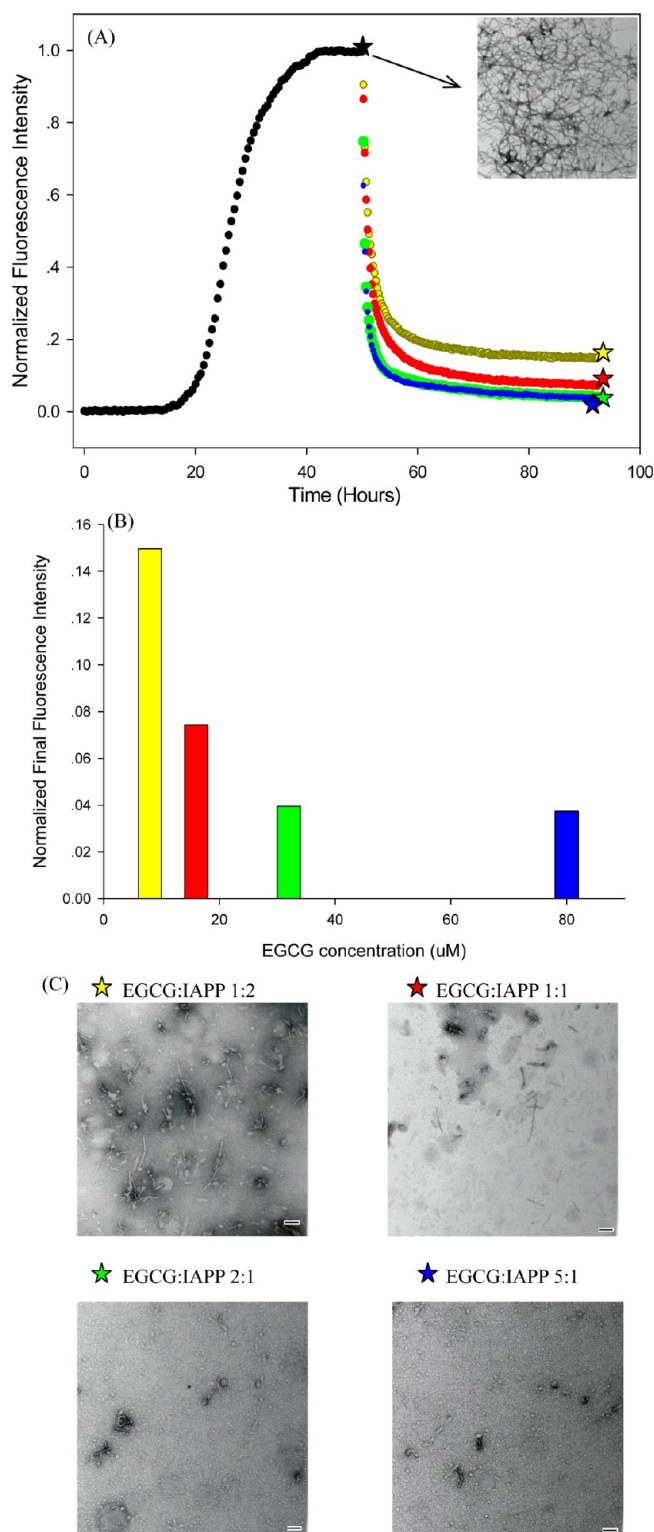 (A)
1.0
.8
.6
.4
.2
0.0
Normalized Fluorescence Intensity
0
20
40
60
80
100
Time (Hours)
(B)
.16
.14
.12
.10
.08
.06
.04
.02
0.00
Normalized Final Fluorescence Intensity
0
20
40
60
80
EGCG concentration (uM)
(C)
EGCG:IAPP 1:2
EGCG:IAPP 1:1
EGCG:IAPP 2:1
EGCG:IAPP 5:1